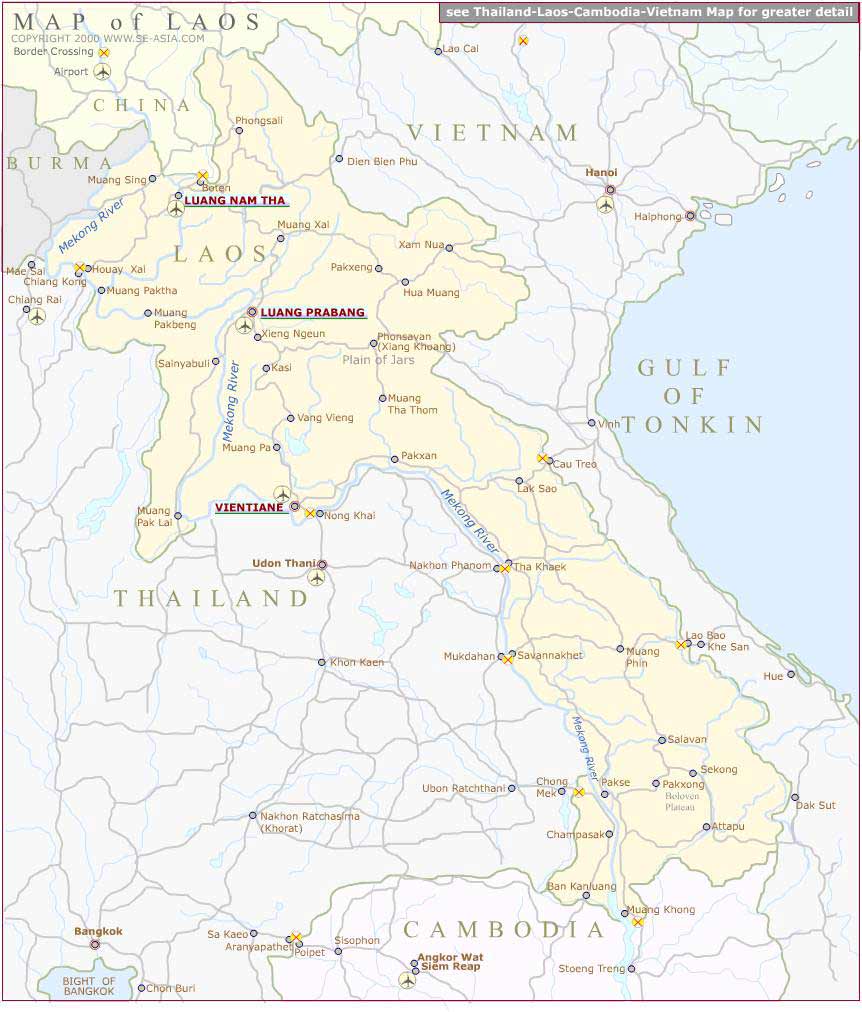 MAP of LAOS
see Thailand-Laos-Cambodia-Vietnam Map for greater detail
COPYRIGHT 2000 WWW.SE-ASIA.COM
Border Crossing
Airport
Lao Cai
CHINA
Phongsali
VIETNAM
BURMA
Dien Bien Phu
Muang Sing
Boten
Hanoi
LUANG NAM THA
Mekong River
Haiphong
Muang Xai
LAOS
Xam Nua
Mae Sai
Houay Xai
Pakxeng
Chiang Kong
Muang Paktha
Hua Muang
Chiang Rai
Muang
Pakbeng
LUANG PRABANG
Xieng Ngeun
Phonsavan
(Xiang Khoang)
Plain of Jars
Sainyabuli
Kasi
GULF
OF
TONKIN
Mekong River
Muang
Tha Thom
Vang Vieng
Vinh
Muang Pa
Pakxan
Cau Treo
Lak Sao
Mekong River
Muang
Pak Lai
VIENTIANE
Nong Khai
Udon Thani
Nakhon Phanom
Tha Khaek
THAILAND
Lao Bao
Khe San
Khon Kaen
Mukdahan
Savannakhet
Muang
Phin
Hue
Mekong River
Salavan
Sekong
Ubon Ratchthani
Chong
Mek
Pakse
Pakxong
Boloven
Plateau
Dak Sut
Nakhon Ratchasima
(Khorat)
Champasak
Attapu
Ban Kanluang
Muang Khong
CAMBODIA
Bangkok
Sa Kaeo
Aranyapathet
Poipet
Sisophon
Angkor Wat
Siem Reap
Stoeng Treng
BIGHT OF
BANGKOK
Chon Buri